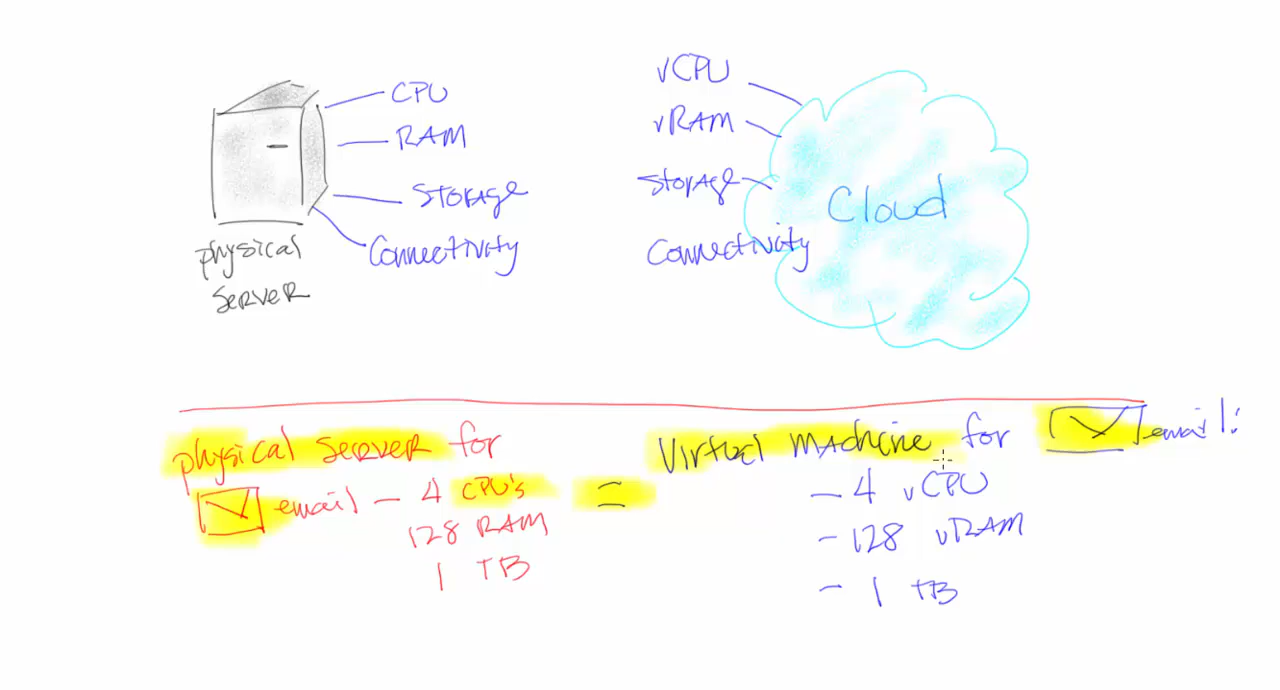 CPU
RAM
Storage
Connectivity
physical
server
vCPU
vRAM
Storage
Connectivity
Cloud
physical server for
email - 4 CPU's
128 RAM
1 TB
=
Virtual Machine for email:
- 4 vCPU
- 128 vRAM
- 1 TB